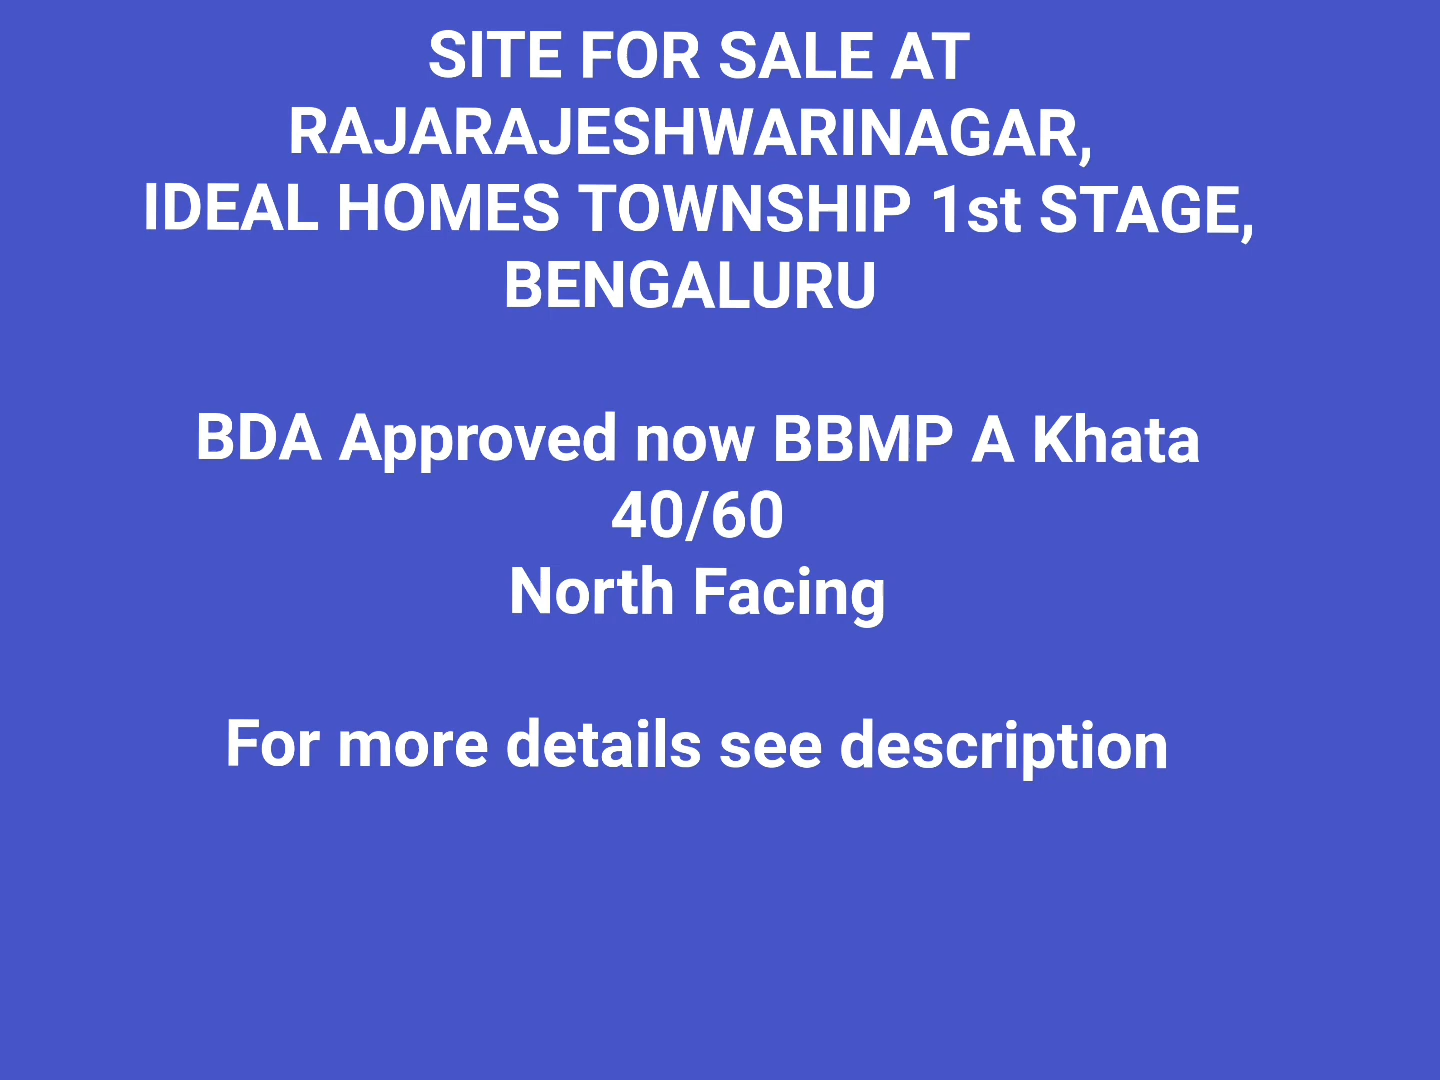 SITE FOR SALE AT
RAJARAJESHWARINAGAR,
IDEAL HOMES TOWNSHIP 1st STAGE,
BENGALURU
BDA Approved now BBMP A Khata
40/60
North Facing
For more details see description